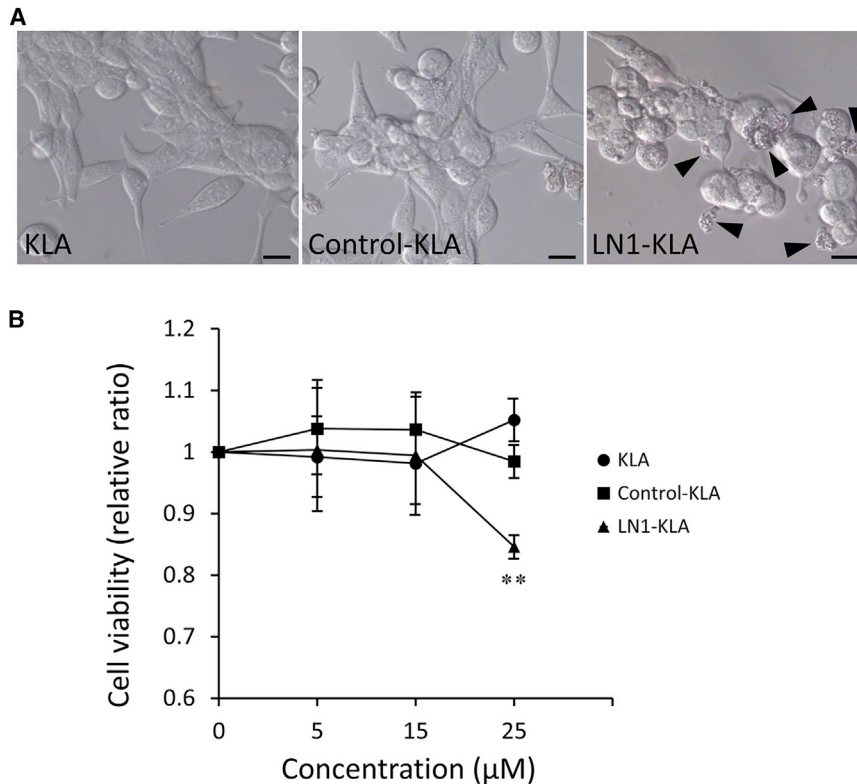 A
KLA
Control-KLA
LN1-KLA
B
Cell viability (relative ratio)
1.2
1.1
1
0.9
0.8
0.7
0.6
0
5
15
25
Concentration (μM)
**
KLA
Control-KLA
LN1-KLA